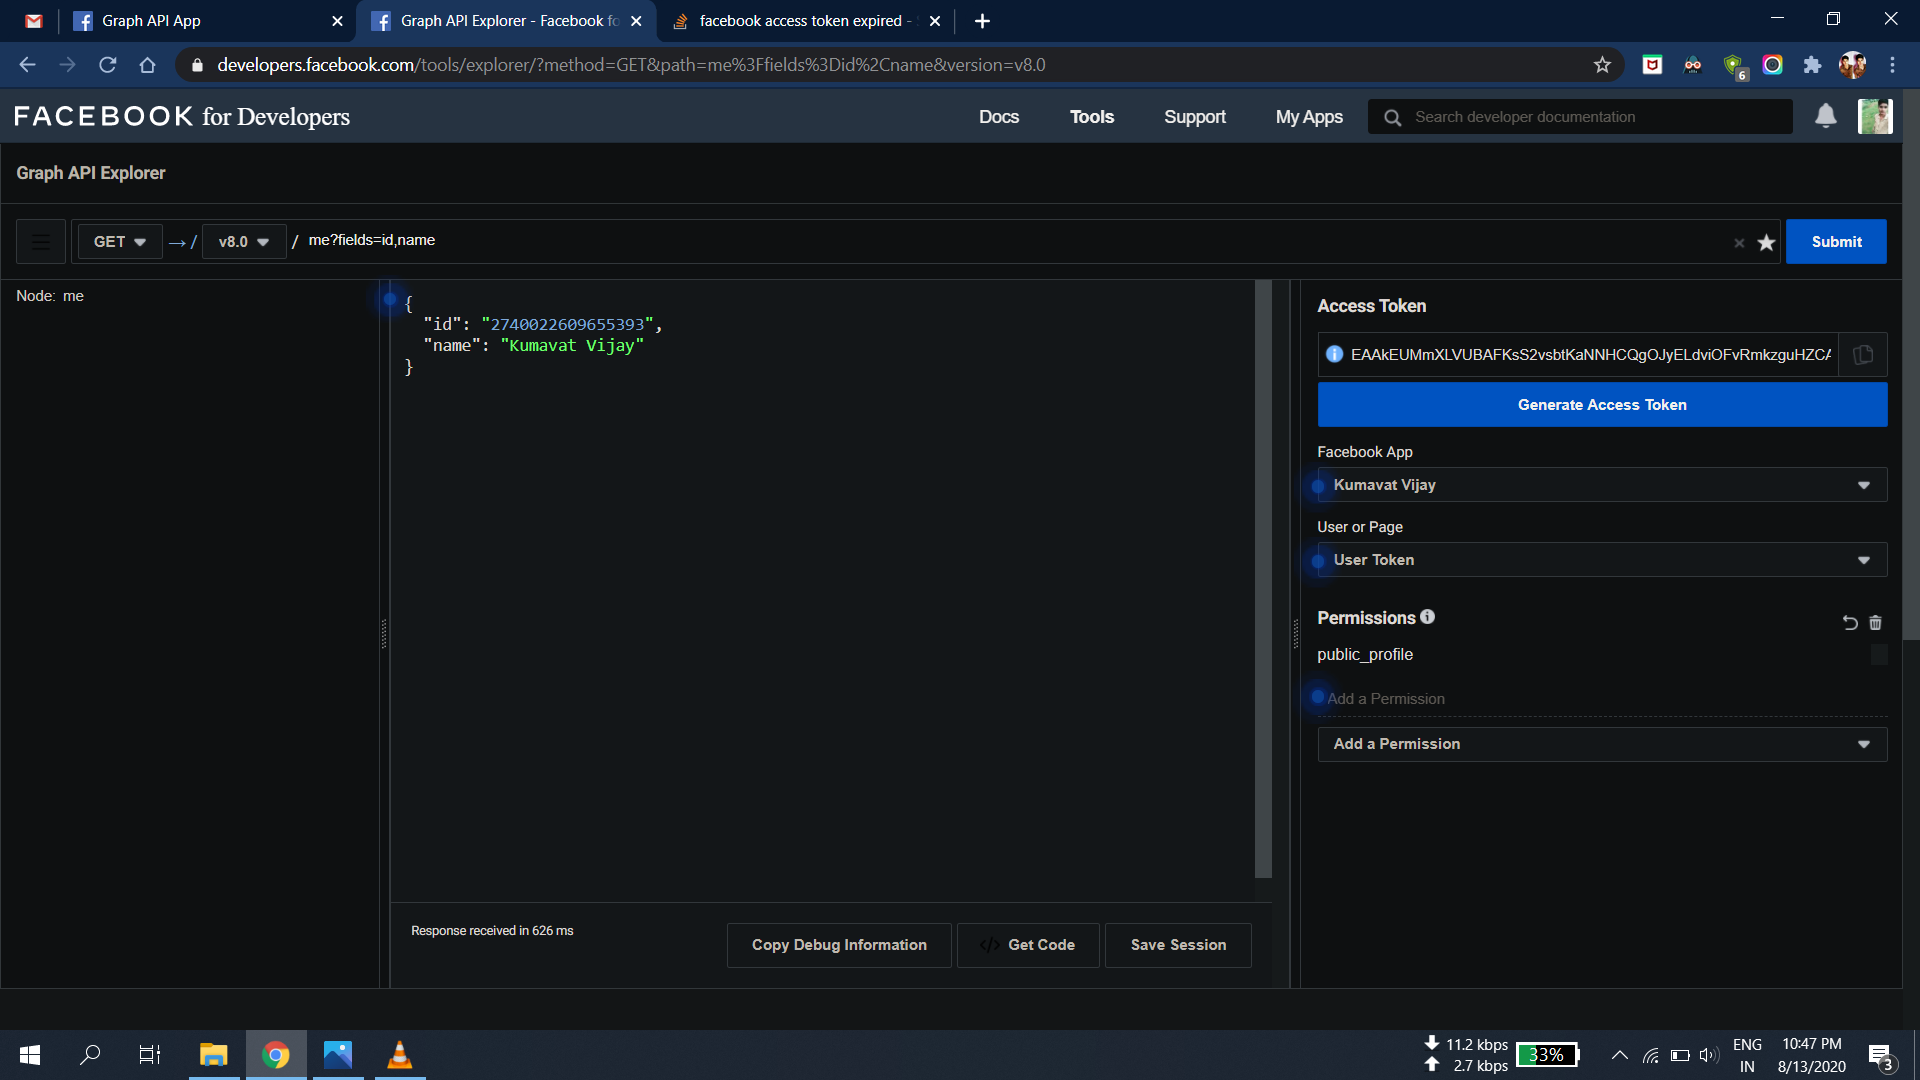 Graph API App
Graph API Explorer - Facebook fo
facebook access token expired -
developers.facebook.com/tools/explorer/?method=GET&path=me%3Ffields%3Did%2Cname&version=v8.0
6
FACEBOOK for Developers
Docs
Tools
Support
My Apps
Search developer documentation
Graph API Explorer
GET
→ /
v8.0
/
me?fields=id,name
Submit
Node: me
{
"id": "2740022609655393",
"name": "Kumavat Vijay"
}
Access Token
EAAkEUMmXLVUBAFKsS2vsbtKaNNHCQgOJyELdviOFvRmkzguHZCA
Generate Access Token
Facebook App
Kumavat Vijay
User or Page
User Token
Permissions
public_profile
Add a Permission
Add a Permission
Response received in 626 ms
Copy Debug Information
</> Get Code
Save Session
11.2 kbps
2.7 kbps
33%
ENG
IN
10:47 PM
8/13/2020
3